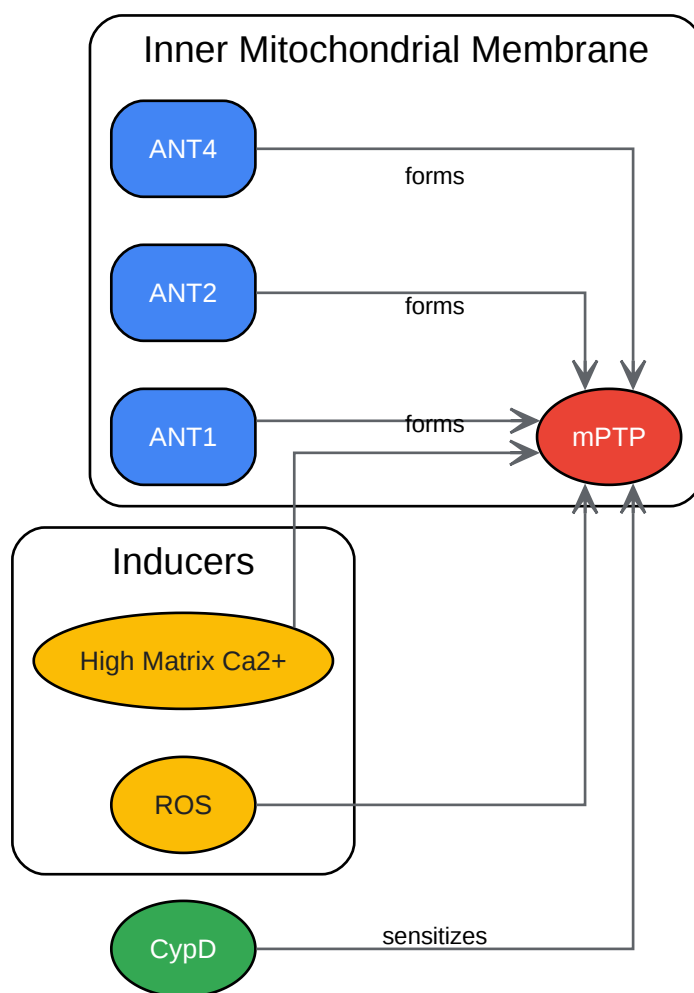 Inner Mitochondrial Membrane
ANT4
forms
ANT2
forms
ANT1
forms
mPTP
Inducers
High Matrix Ca2+
ROS
CypD
sensitizes